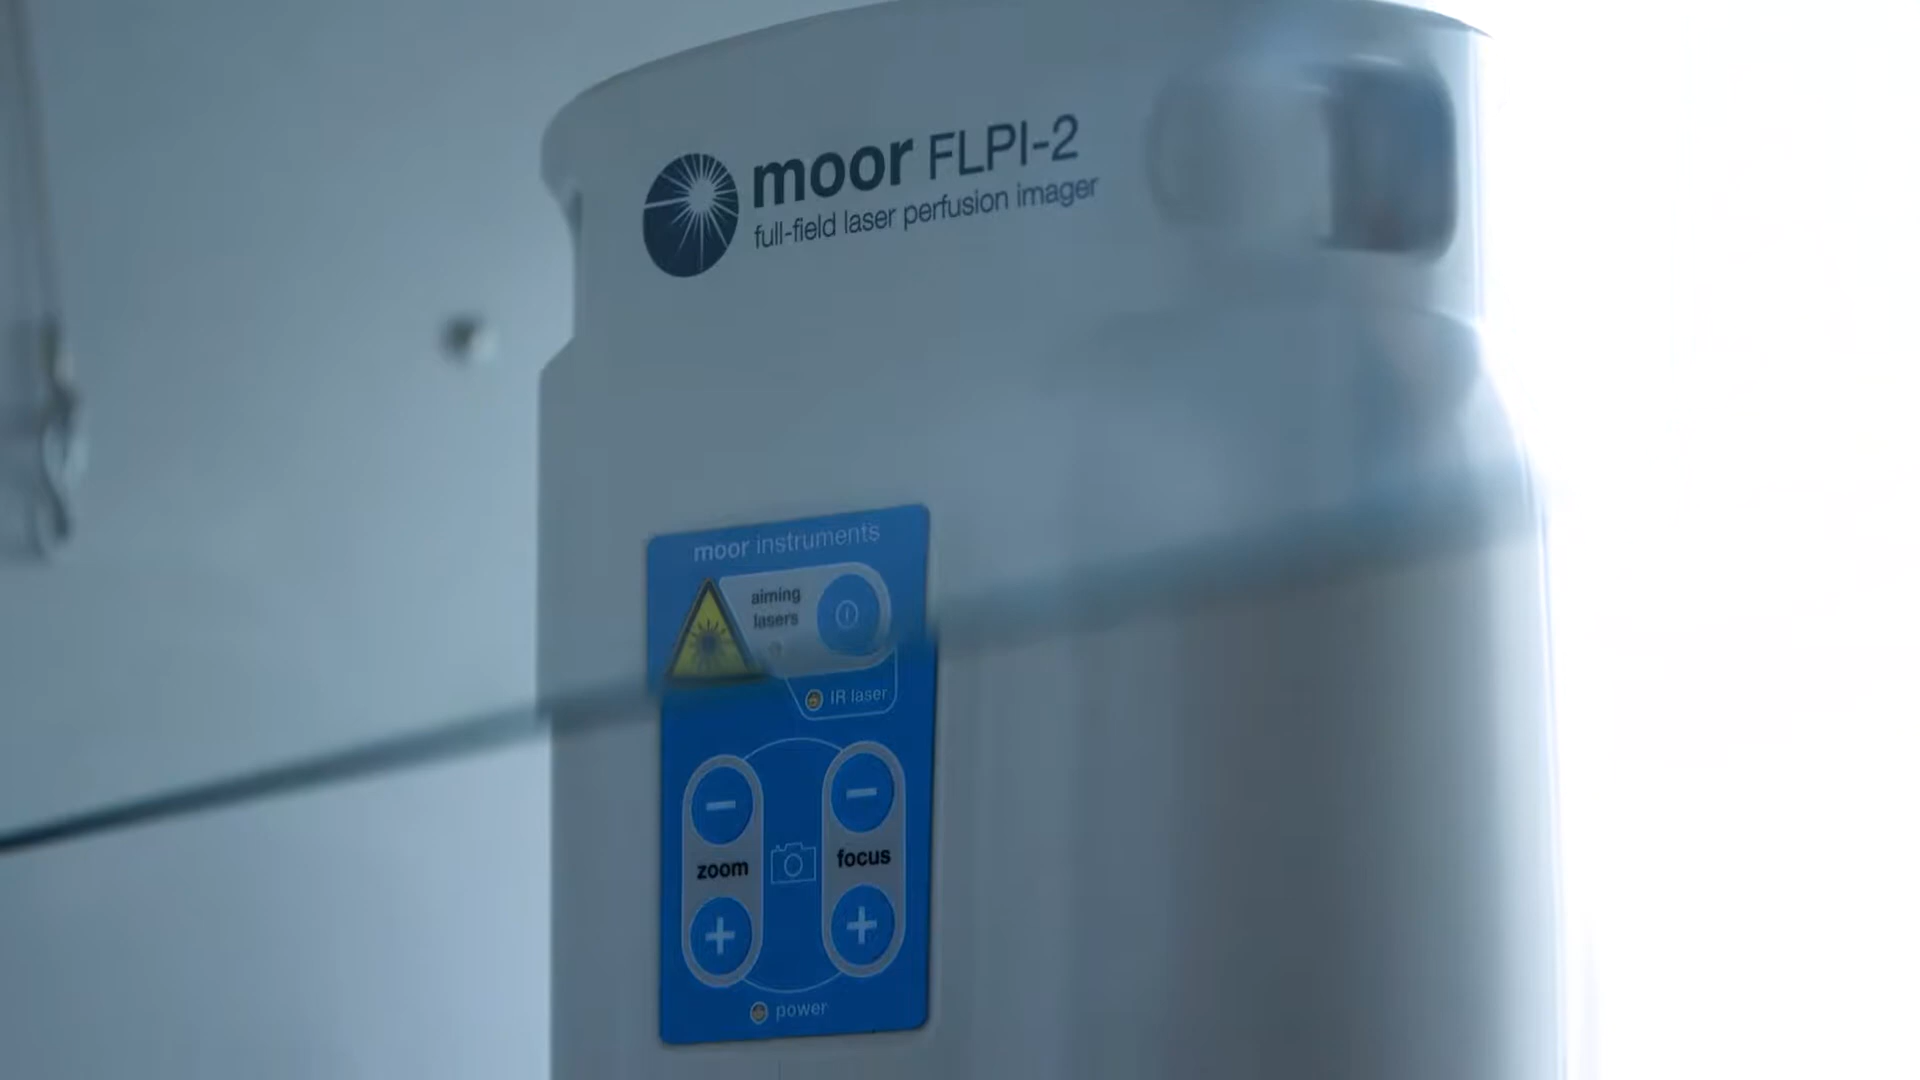 moor FLPI-2
full-field laser perfusion imager
moor instruments
aiming
lasers
IR laser
zoom
focus
power